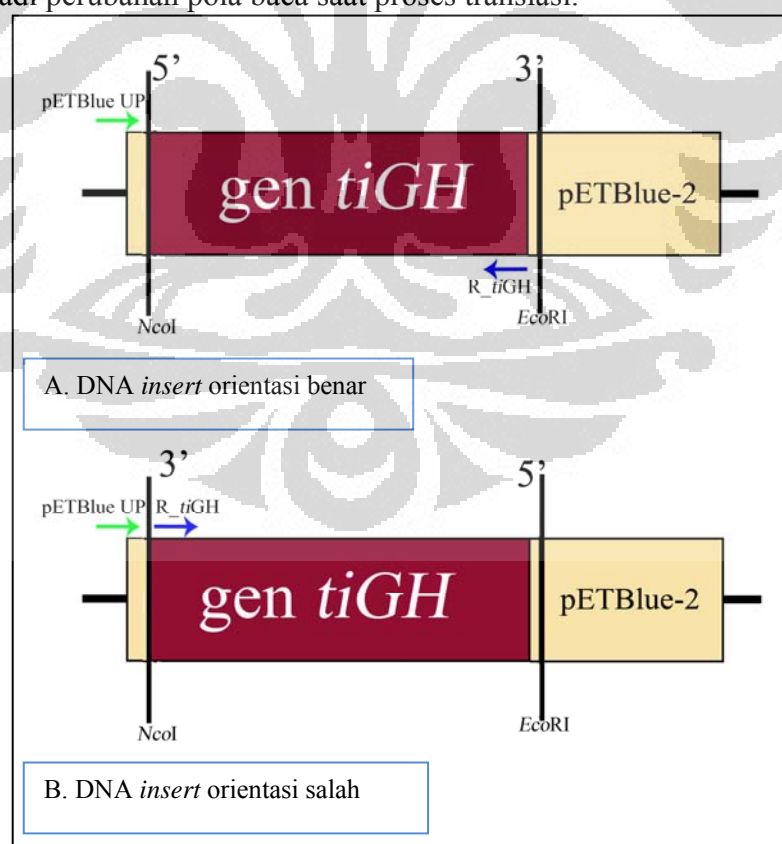 adi perubahan pola baca saat proses translasi.
5’ 3’
pETBlue UP
gen tiGH pETBlue-2
R_tiGH
NcoI EcoRI
A. DNA insert orientasi benar
3’ 5’
pETBlue UP R_tiGH
gen tiGH pETBlue-2
NcoI EcoRI
B. DNA insert orientasi salah